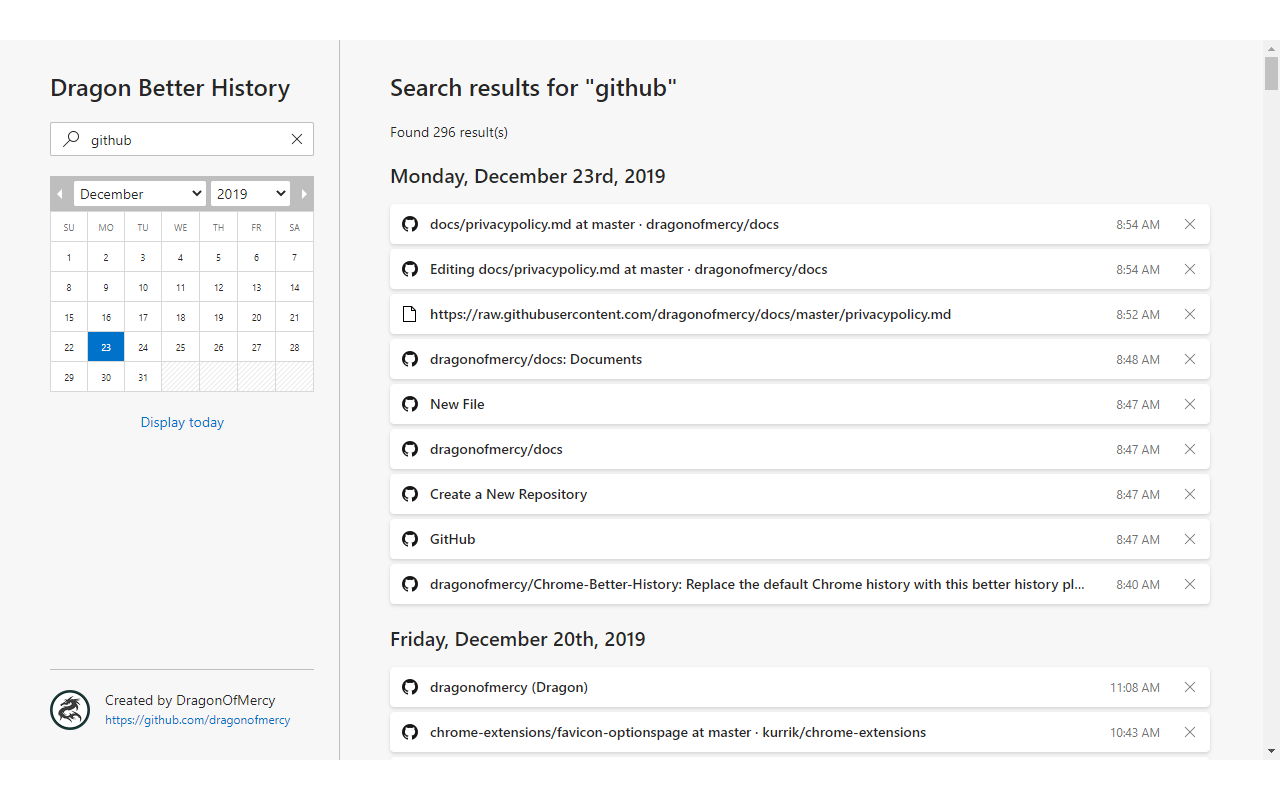 Dragon Better History
github
December 2019
SU MO TU WE TH FR SA
1 2 3 4 5 6 7
8 9 10 11 12 13 14
15 16 17 18 19 20 21
22 23 24 25 26 27 28
29 30 31
Display today
Created by DragonOfMercy
https://github.com/dragonofmercy
Search results for "github"
Found 296 result(s)
Monday, December 23rd, 2019
docs/privacypolicy.md at master · dragonofmercy/docs 8:54 AM
Editing docs/privacypolicy.md at master · dragonofmercy/docs 8:54 AM
https://raw.githubusercontent.com/dragonofmercy/docs/master/privacypolicy.md 8:52 AM
dragonofmercy/docs: Documents 8:48 AM
New File 8:47 AM
dragonofmercy/docs 8:47 AM
Create a New Repository 8:47 AM
GitHub 8:47 AM
dragonofmercy/Chrome-Better-History: Replace the default Chrome history with this better history pl... 8:40 AM
Friday, December 20th, 2019
dragonofmercy (Dragon) 11:08 AM
chrome-extensions/favicon-optionspage at master · kurrik/chrome-extensions 10:43 AM